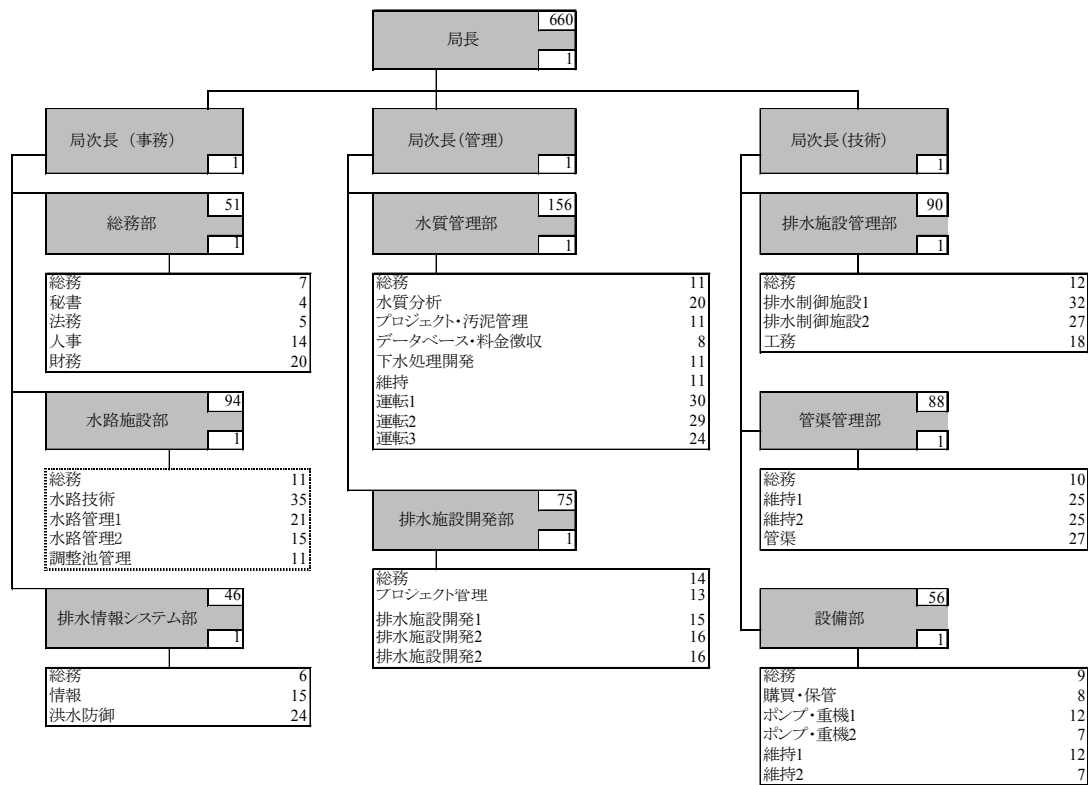 局長
660
1
局次長 (事務)
1
局次長(管理)
1
局次長(技術)
1
総務部
51
1
総務 7
秘書 4
法務 5
人事 14
財務 20
水路施設部
94
1
総務 11
水路技術 35
水路管理1 21
水路管理2 15
調整池管理 11
排水情報システム部
46
1
総務 6
情報 15
洪水防御 24
水質管理部
156
1
総務 11
水質分析 20
プロジェクト・汚泥管理 11
データベース・料金徴収 8
下水処理開発 11
維持 11
運転1 30
運転2 29
運転3 24
排水施設開発部
75
1
総務 14
プロジェクト管理 13
排水施設開発1 15
排水施設開発2 16
排水施設開発2 16
排水施設管理部
90
1
総務 12
排水制御施設1 32
排水制御施設2 27
工務 18
管渠管理部
88
1
総務 10
維持1 25
維持2 25
管渠 27
設備部
56
1
総務 9
購買・保管 8
ポンプ・重機1 12
ポンプ・重機2 7
維持1 12
維持2 7